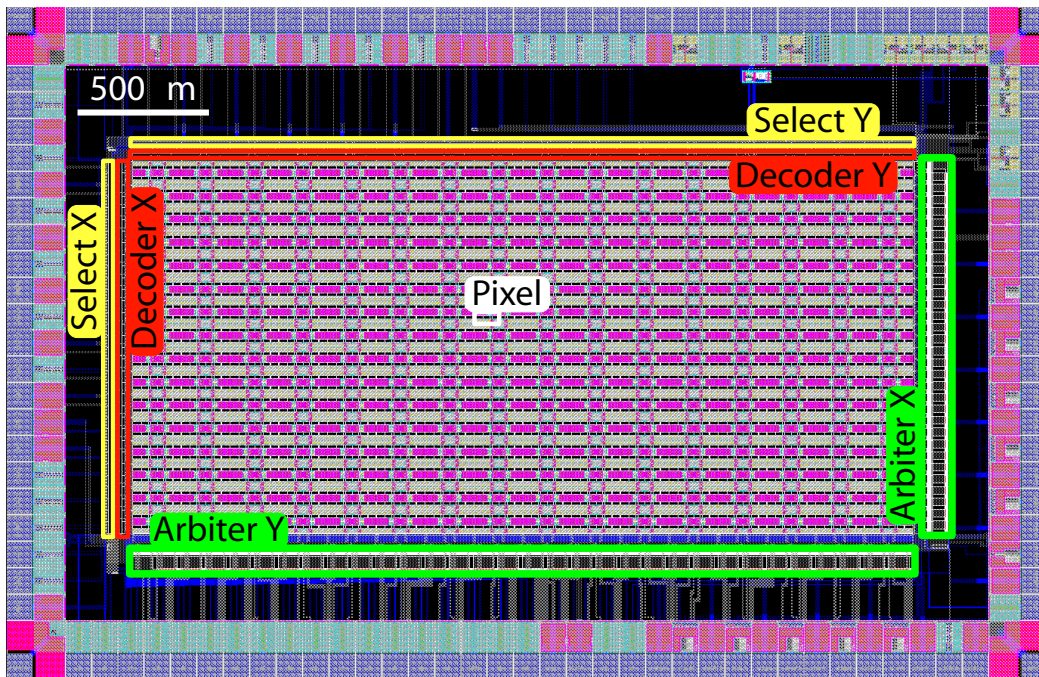 500 m
Select Y
Decoder Y
Select X
Decoder X
Pixel
Arbiter X
Arbiter Y